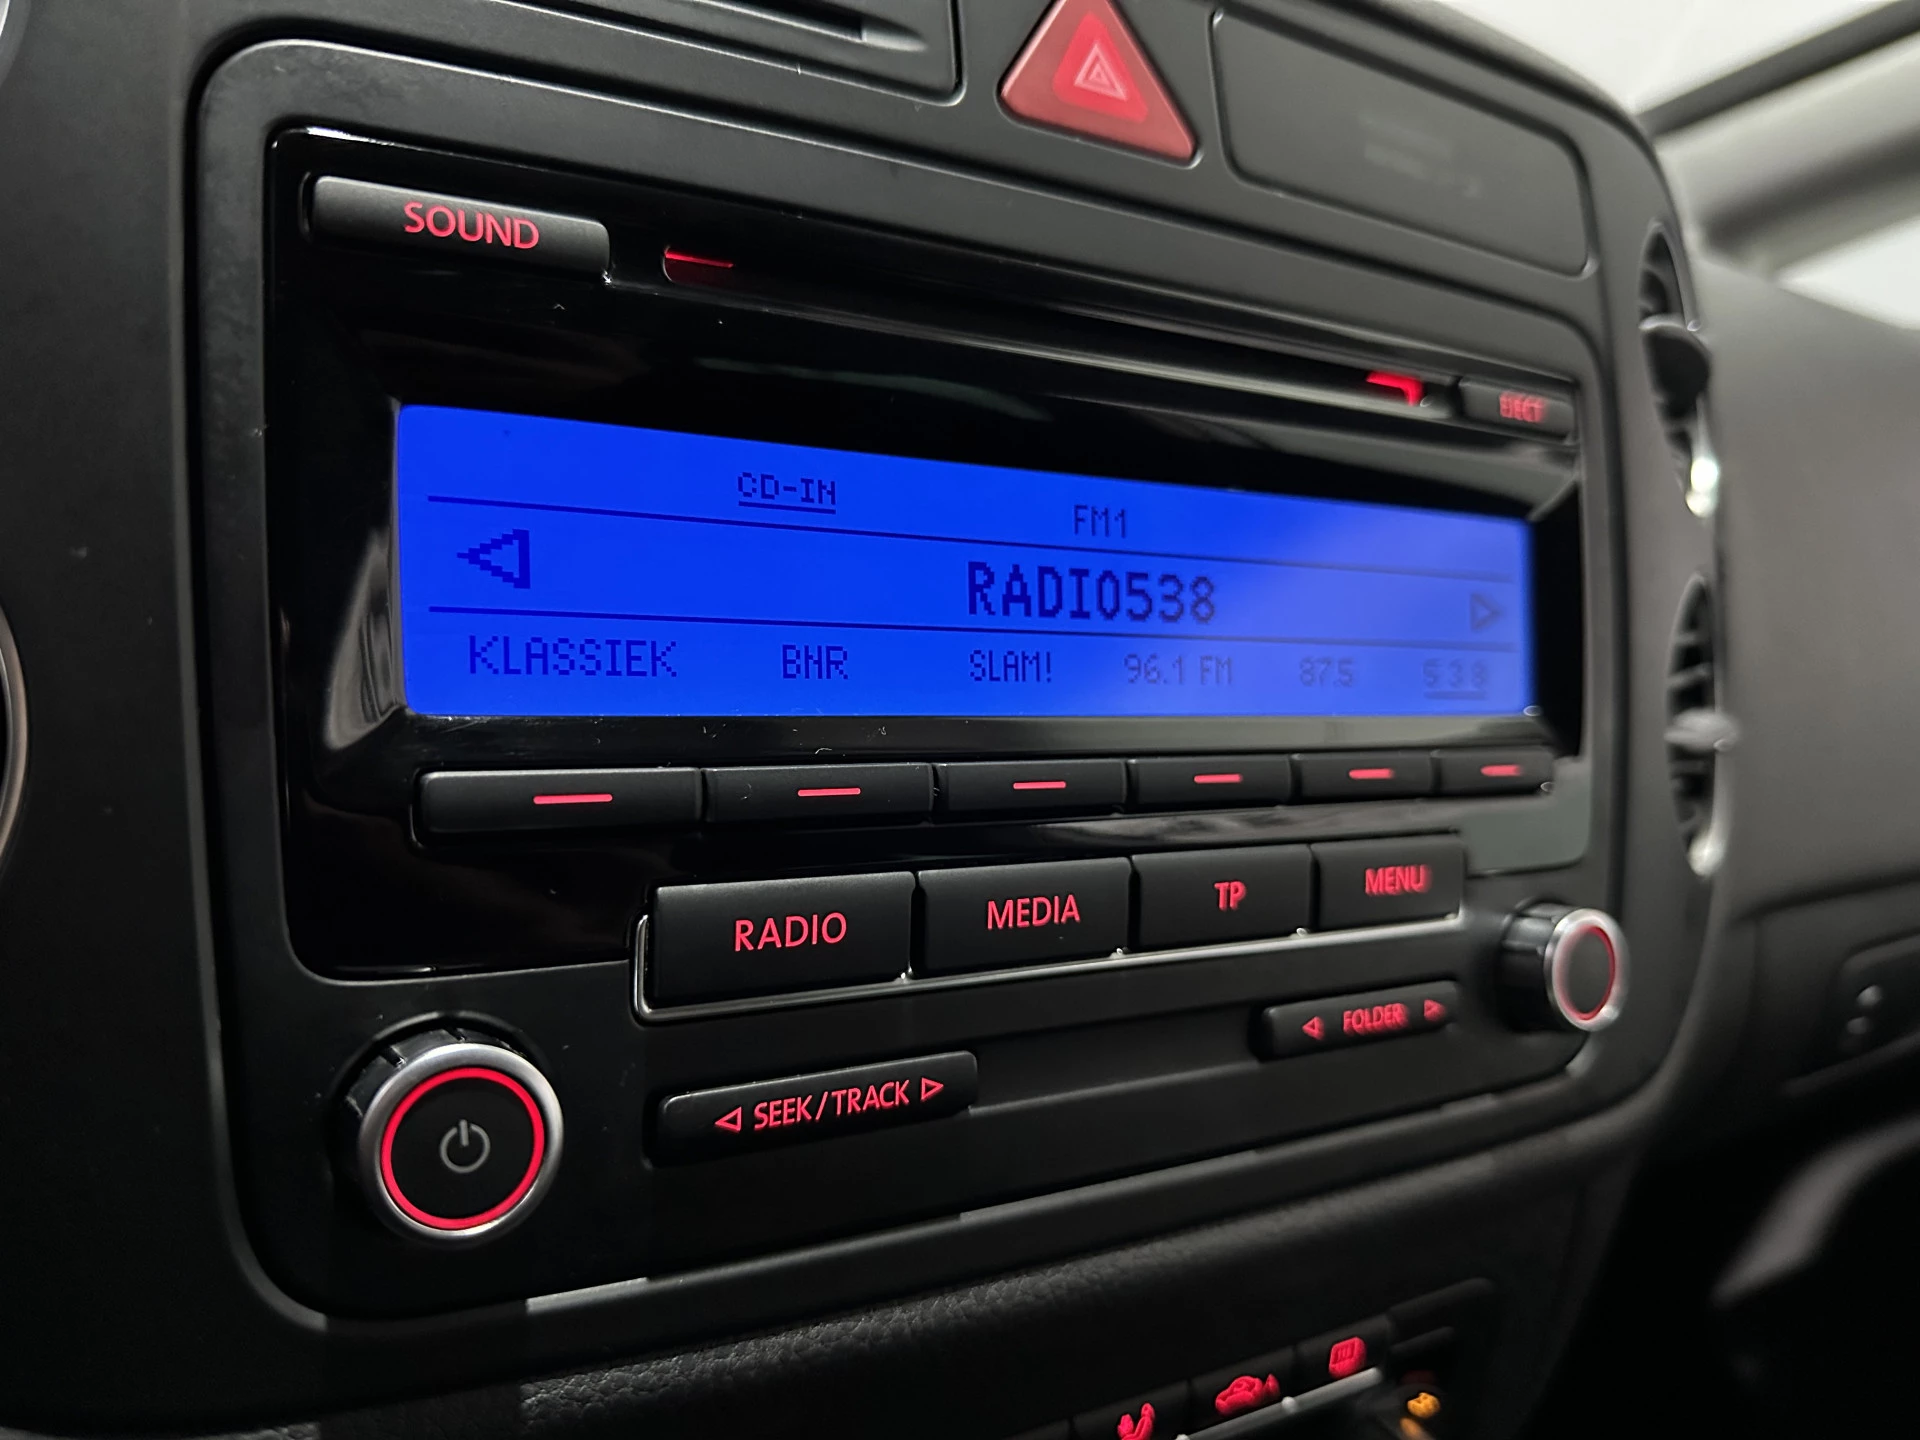 SOUND
EJECT
CD-IN
FM1
RADIO538
KLASSIEK BNR SLAM! 96.1 FM 87.5 538
RADIO MEDIA TP MENU
FOLDER
SEEK/TRACK